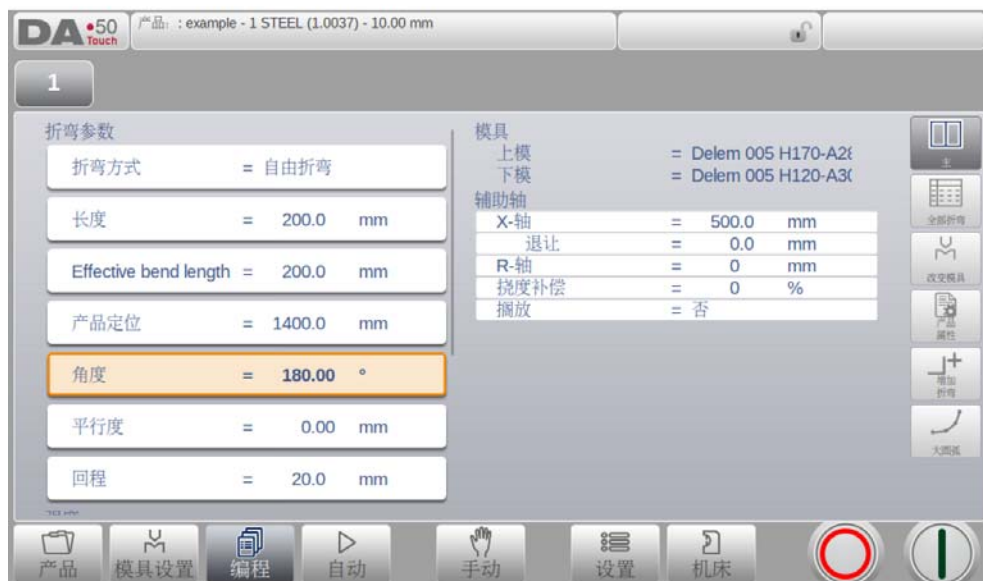 DA•50 Touch
产品: : example - 1 STEEL (1.0037) - 10.00 mm
1
折弯参数
折弯方式 = 自由折弯
长度 = 200.0 mm
Effective bend length = 200.0 mm
产品定位 = 1400.0 mm
角度 = 180.00 °
平行度 = 0.00 mm
回程 = 20.0 mm
模具
上模 = Delem 005 H170-A28
下模 = Delem 005 H120-A30
辅助轴
X-轴 = 500.0 mm
退让 = 0.0 mm
R-轴 = 0 mm
挠度补偿 = 0 %
搁放 = 否
主
全部折弯
改变模具
产品
属性
增加
折弯
大圆弧
产品
模具设置
编程
自动
手动
设置
机床